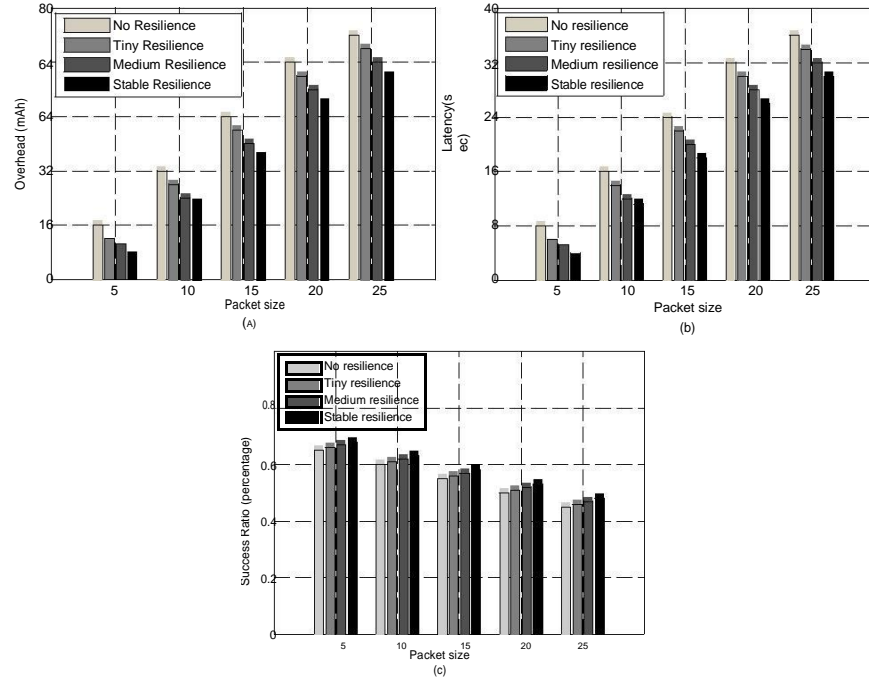 80
64
64
32
16
0
Overhead (mAh)
No Resilience
Tiny Resilience
Medium Resilience
Stable Resilience
5 10 15 20 25
Packet size
(A)
40
32
24
16
8
0
Latency(s
ec)
No resilience
Tiny resilience
Medium resilience
Stable resilience
5 10 15 20 25
Packet size
(b)
0.8
0.6
0.4
0.2
0
Success Ratio (percentage)
No resilience
Tiny resilience
Medium resilience
Stable resilience
5 10 15 20 25
Packet size
(c)